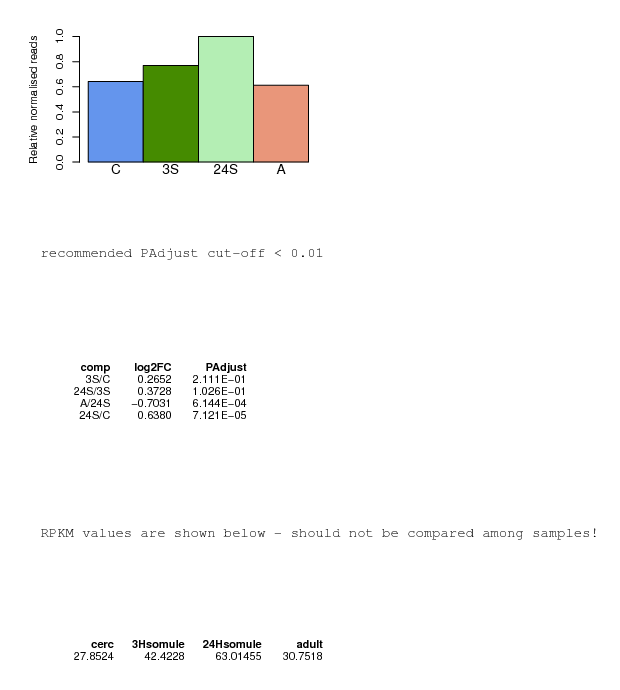 Relative normalised reads
1.0
0.8
0.6
0.4
0.2
0.0
C 3S 24S A
recommended PAdjust cut-off < 0.01
comp log2FC PAdjust
3S/C 0.2652 2.111E-01
24S/3S 0.3728 1.026E-01
A/24S -0.7031 6.144E-04
24S/C 0.6380 7.121E-05
RPKM values are shown below - should not be compared among samples!
cerc 3Hsomule 24Hsomule adult
27.8524 42.4228 63.01455 30.7518